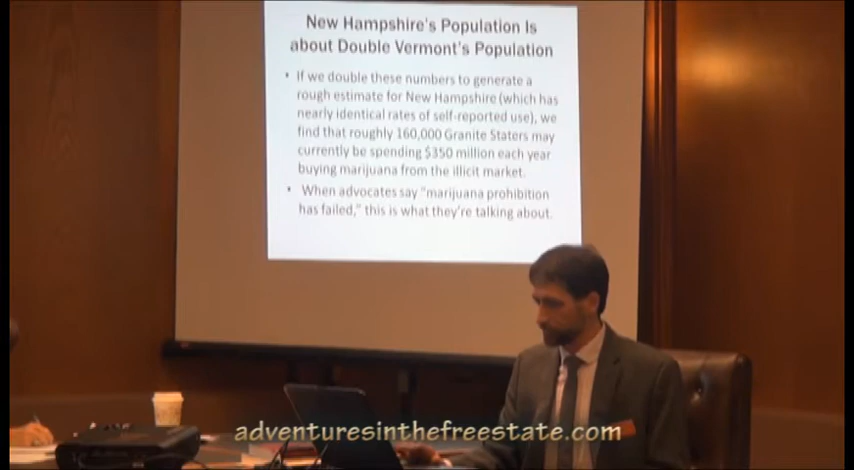 New Hampshire's Population Is
about Double Vermont's Population
• If we double these numbers to generate a
rough estimate for New Hampshire (which has
nearly identical rates of self-reported use), we
find that roughly 160,000 Granite Staters may
currently be spending $350 million each year
buying marijuana from the illicit market.
• When advocates say "marijuana prohibition
has failed," this is what they're talking about.
adventuresinthefreestate.com